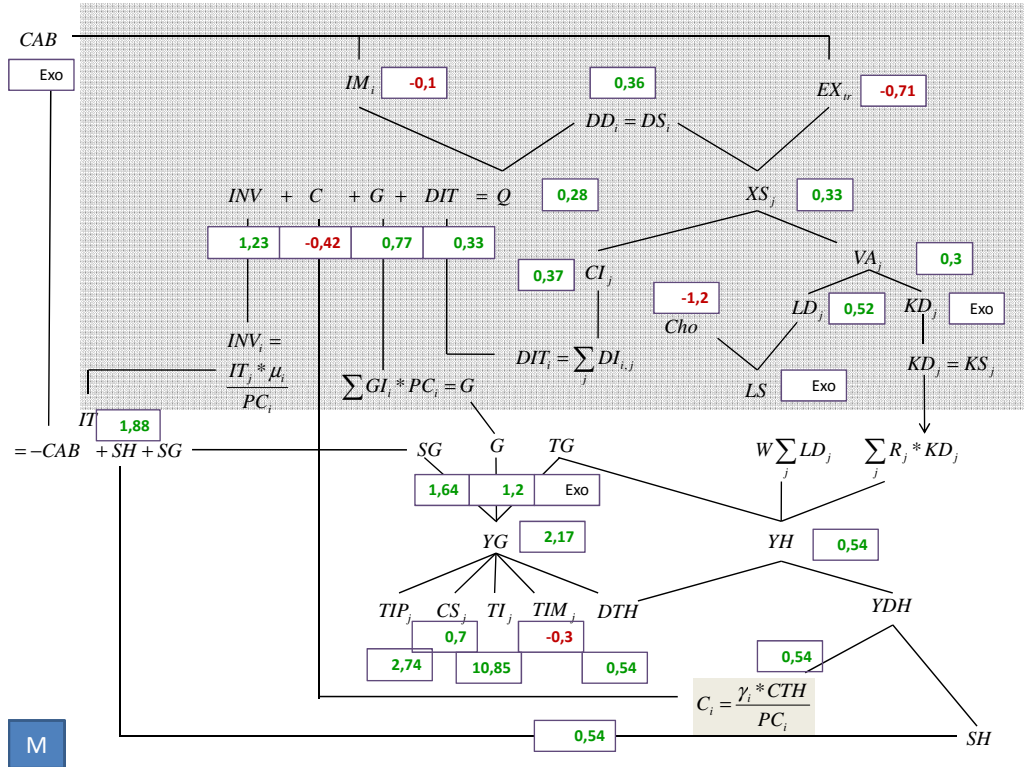 CAB
Exo
IM_i -0,1 0,36 EX_tr -0,71
DD_i = DS_i
INV + C + G + DIT = Q 0,28 XS_j 0,33
1,23 -0,42 0,77 0,33
0,37 CI_j VA_j 0,3
-1,2 LD_j 0,52 KD_j Exo
Cho
INV_i =
IT_j * μ_i
PC_i
∑ GI_i * PC_i = G
DIT_i = ∑_j DI_{i,j}
LS Exo
KD_j = KS_j
IT 1,88
= −CAB + SH + SG
SG G TG
W ∑_j LD_j
∑_j R_j * KD_j
1,64 1,2 Exo
YG 2,17 YH 0,54
TIP_j CS_j TI_j TIM_j DTH YDH
0,7 -0,3
2,74 10,85 0,54 0,54
C_i = γ_i * CTH
PC_i
0,54 SH
M